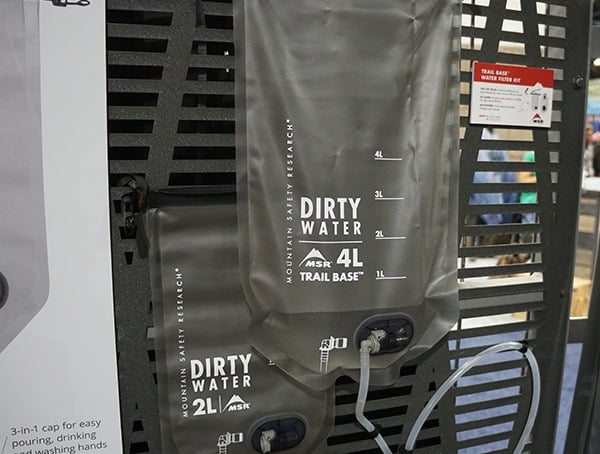 TRAIL BASE™
WATER FILTER KIT
MSR
MOUNTAIN SAFETY RESEARCH®
4L
3L
2L
1L
DIRTY
WATER
MSR 4L
TRAIL BASE™
MOUNTAIN SAFETY RESEARCH®
DIRTY
WATER
2L | MSR
3-in-1 cap for easy
pouring, drinking
and washing hands